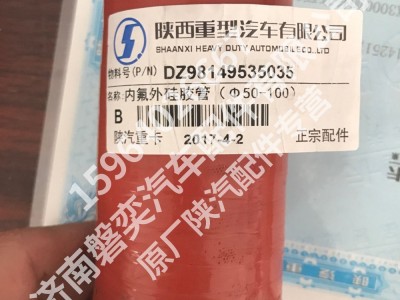 陕西重型汽车有限公司
SHAANXI HEAVY DUTY AUTOMOBILE CO.,LTD
物料号(P/N) DZ98149535035
名称:内氟外硅胶管(Φ50-100)
B
陕汽重卡 2017-4-2 正宗配件
济南磐奕汽车
原厂陕汽配件专营